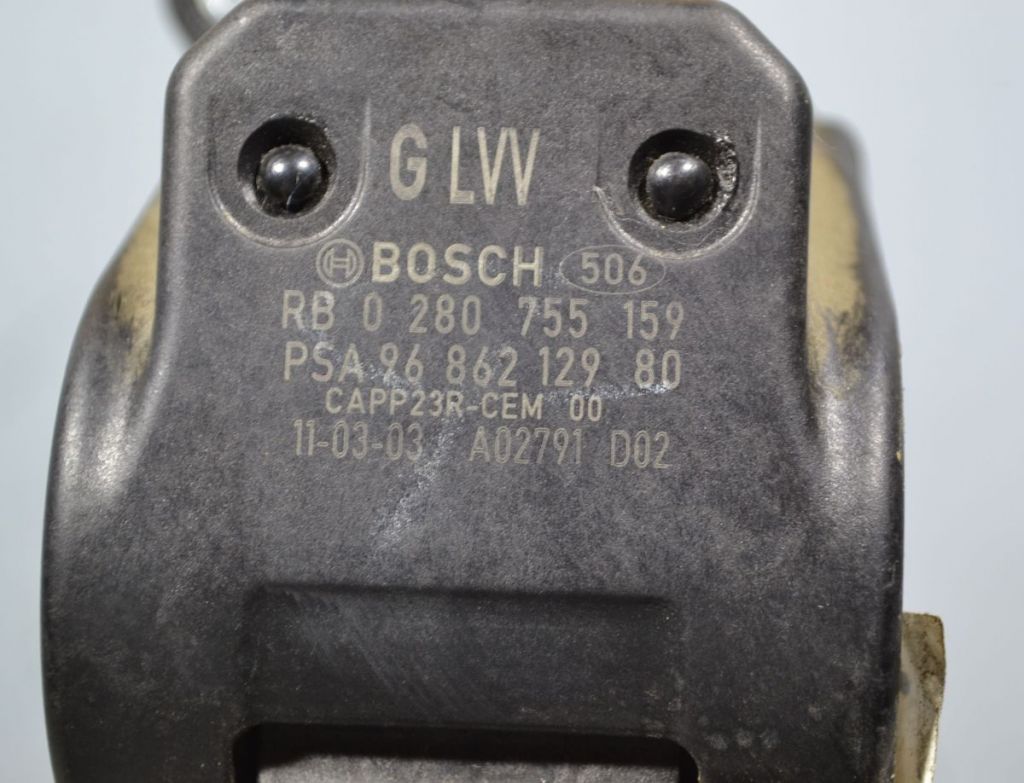 G LW
BOSCH 506
RB 0 280 755 159
PSA 96 862 129 80
CAPP23R-CEM 00
11-03-03 A02791 D02